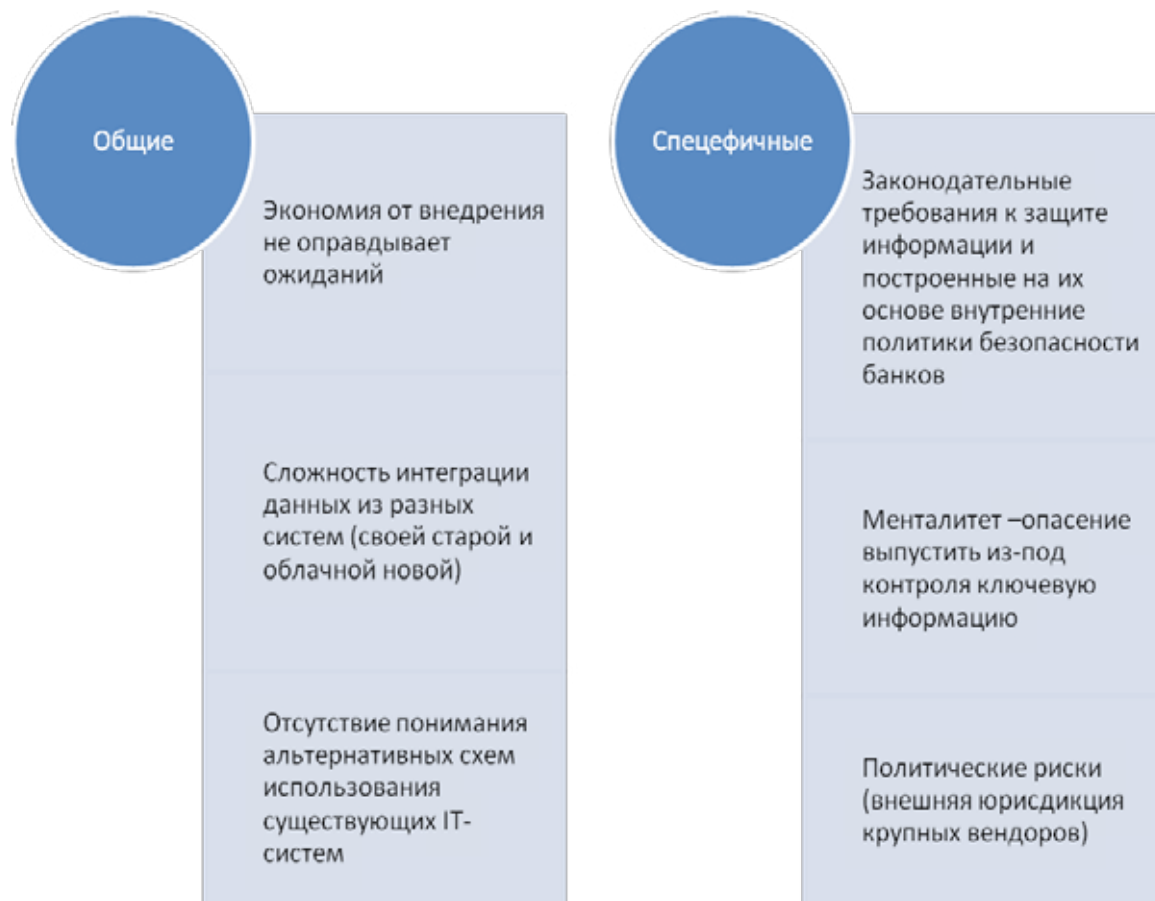 Общие
Экономия от внедрения
не оправдывает
ожиданий
Сложность интеграции
данных из разных
систем (своей старой и
облачной новой)
Отсутствие понимания
альтернативных схем
использования
существующих IT-
систем
Спецефичные
Законодательные
требования к защите
информации и
построенные на их
основе внутренние
политики безопасности
банков
Менталитет –опасение
выпустить из-под
контроля ключевую
информацию
Политические риски
(внешняя юрисдикция
крупных вендоров)